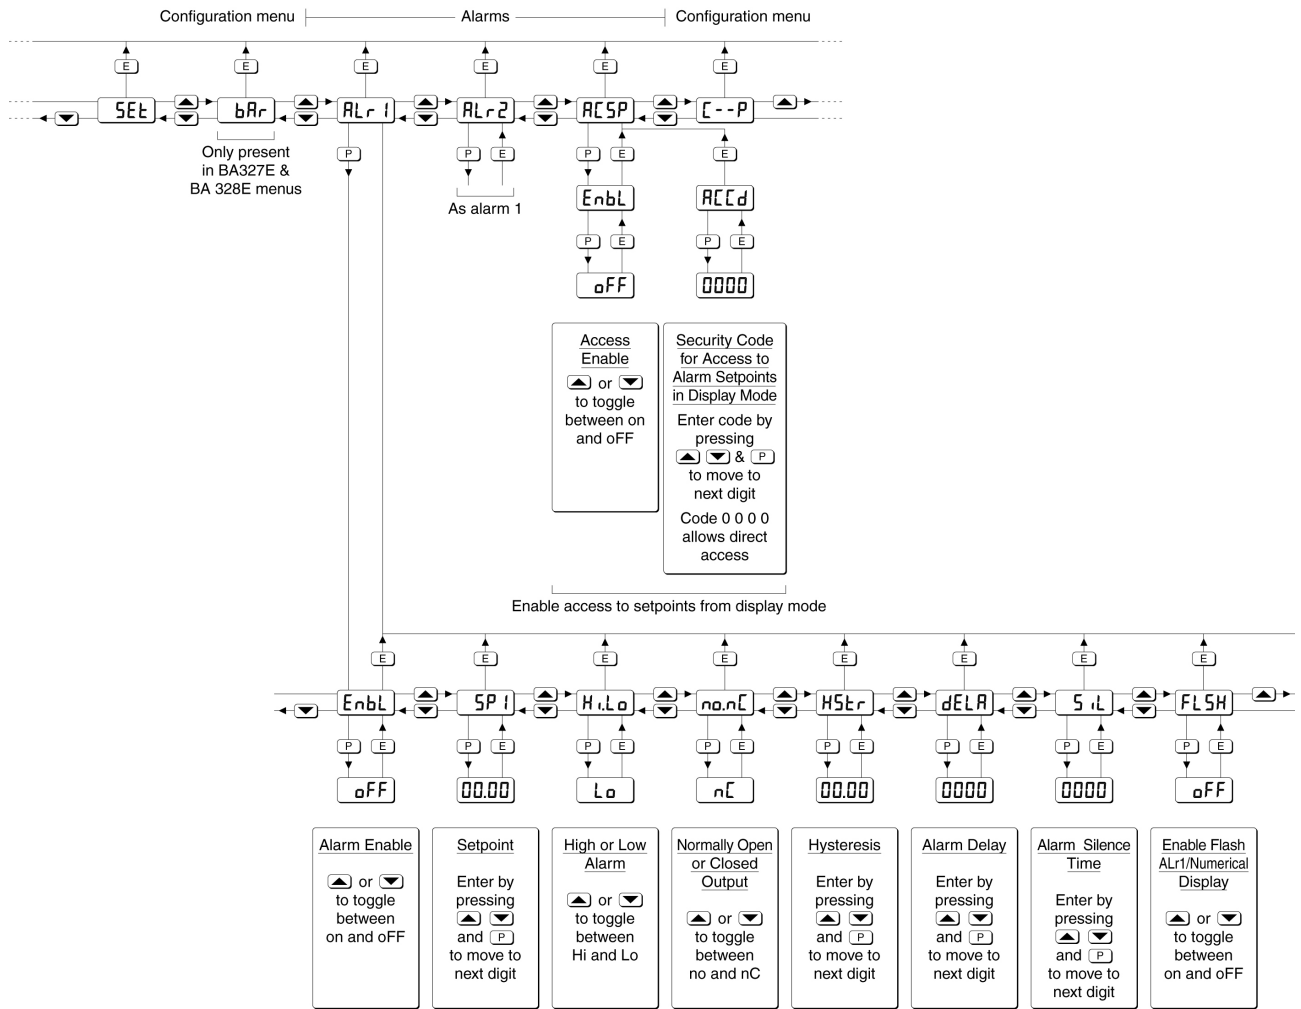 Configuration menu
Alarms
Configuration menu
E E E E E E
SEt bAr ALr1 ALr2 ACSP C--P
Only present
in BA327E &
BA 328E menus
P
P E
As alarm 1
P E
E
EnbL
ACCd
P E
P E
oFF
0000
Access
Enable
or
to toggle
between on
and oFF
Security Code
for Access to
Alarm Setpoints
in Display Mode
Enter code by
pressing
& P
to move to
next digit
Code 0 0 0 0
allows direct
access
Enable access to setpoints from display mode
E E E E E E E E
EnbL SP1 Hi.Lo no.nC HStr dELA SiL FLSH
P E P E P E P E P E P E P E P E
oFF 00.00 Lo nC 00.00 0000 0000 oFF
Alarm Enable
or
to toggle
between
on and oFF
Setpoint
Enter by
pressing
and P
to move to
next digit
High or Low
Alarm
or
to toggle
between
Hi and Lo
Normally Open
or Closed
Output
or
to toggle
between
no and nC
Hysteresis
Enter by
pressing
and P
to move to
next digit
Alarm Delay
Enter by
pressing
and P
to move to
next digit
Alarm Silence
Time
Enter by
pressing
and P
to move to
next digit
Enable Flash
ALr1/Numerical
Display
or
to toggle
between
on and oFF